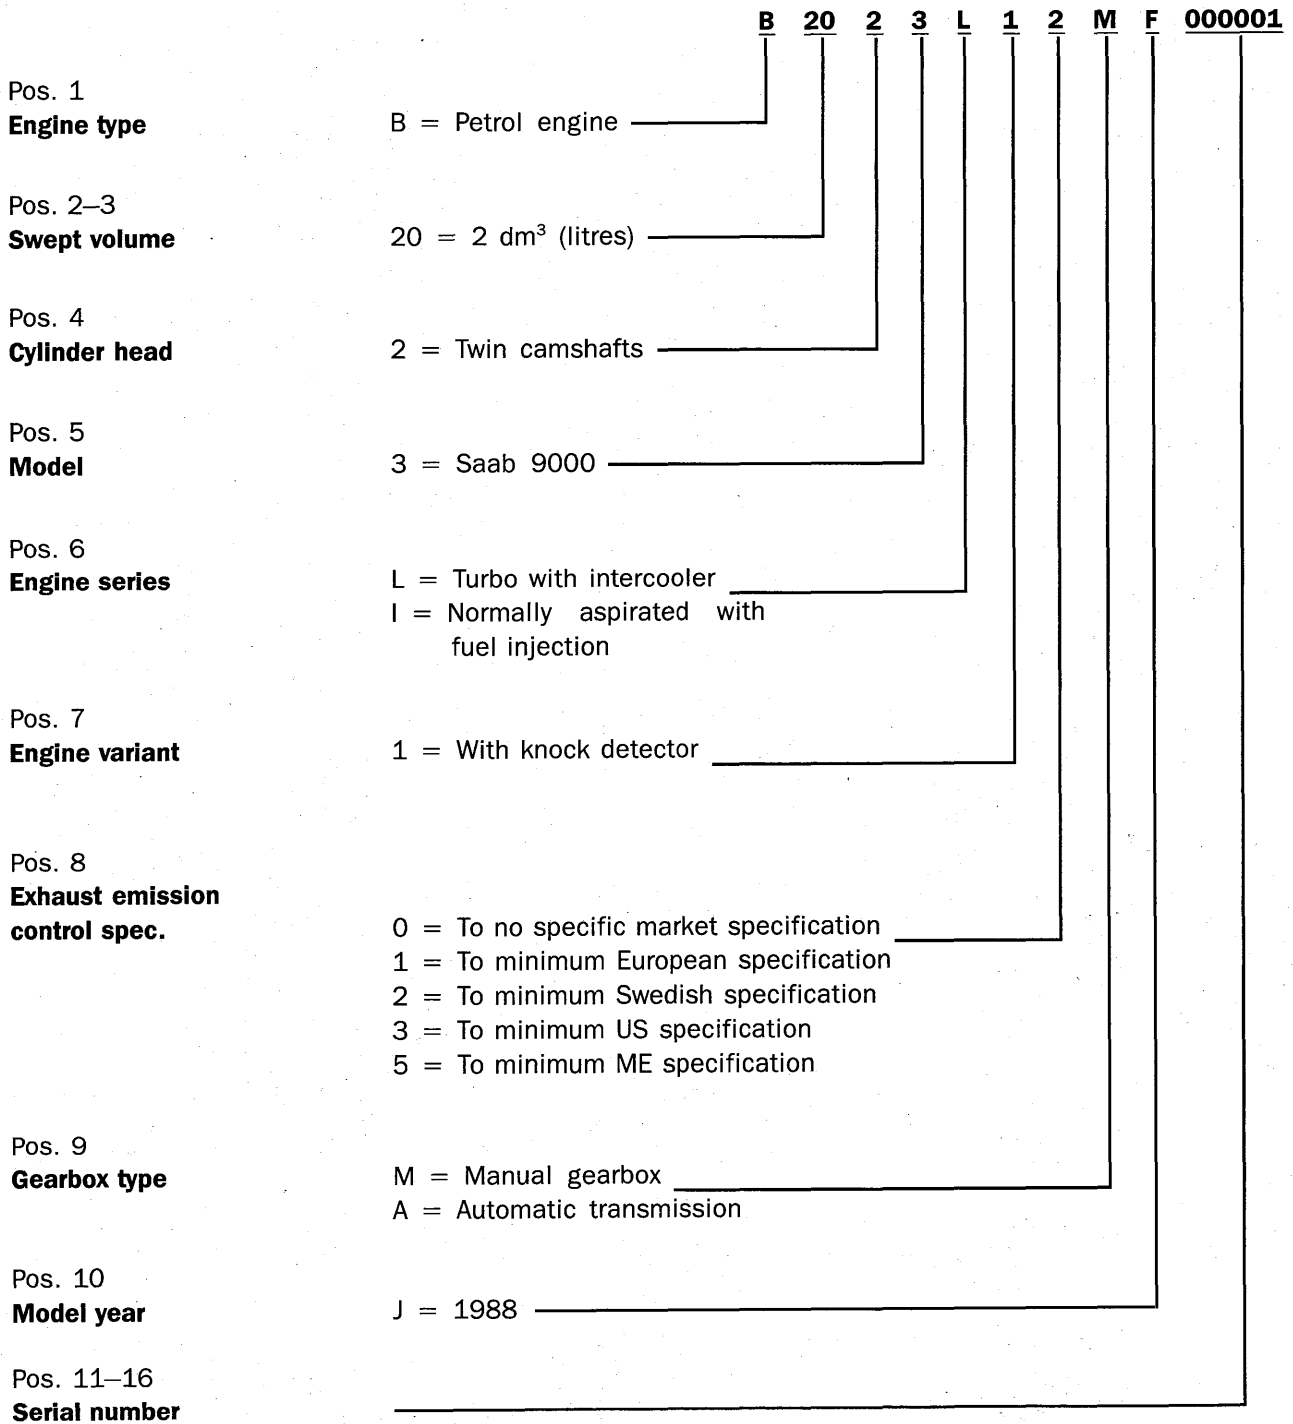 B 20 2 3 L 1 2 M F 000001
Pos. 1
Engine type
B = Petrol engine
Pos. 2–3
Swept volume
20 = 2 dm³ (litres)
Pos. 4
Cylinder head
2 = Twin camshafts
Pos. 5
Model
3 = Saab 9000
Pos. 6
Engine series
L = Turbo with intercooler
I = Normally aspirated with
fuel injection
Pos. 7
Engine variant
1 = With knock detector
Pos. 8
Exhaust emission
control spec.
0 = To no specific market specification
1 = To minimum European specification
2 = To minimum Swedish specification
3 = To minimum US specification
5 = To minimum ME specification
Pos. 9
Gearbox type
M = Manual gearbox
A = Automatic transmission
Pos. 10
Model year
J = 1988
Pos. 11–16
Serial number